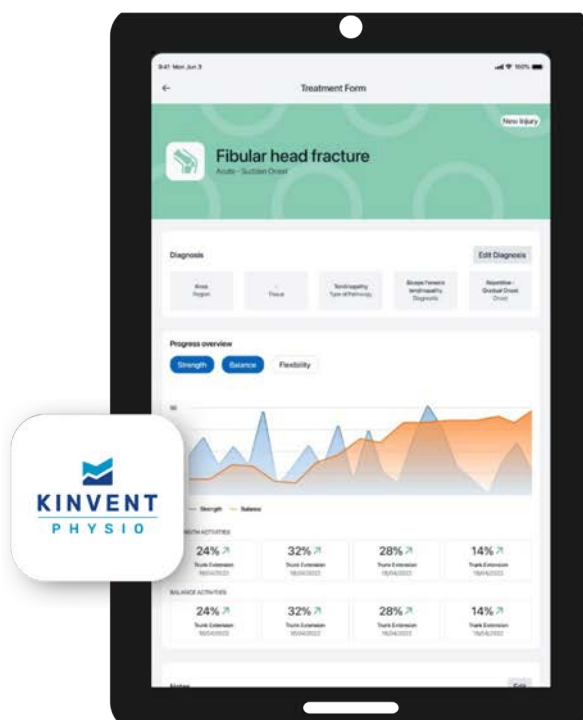 9:41 Mon Jun 3
100%
Treatment Form
New Injury
Fibular head fracture
Acute - Sudden Onset
Diagnosis
Edit Diagnosis
Knee
Region
-
Tissue
Tendinopathy
Type of Pathology
Biceps Femoris
tendinopathy
Diagnosis
Repetitive -
Gradual Onset
Onset
Progress overview
Strength
Balance
Flexibility
50
Strength
Balance
ACTIVITIES
24%
Trunk Extension
32%
Trunk Extension
28%
Trunk Extension
14%
Trunk Extension
BALANCE ACTIVITIES
24%
Trunk Extension
32%
Trunk Extension
28%
Trunk Extension
14%
Trunk Extension
Notes
Edit
KINVENT
PHYSIO